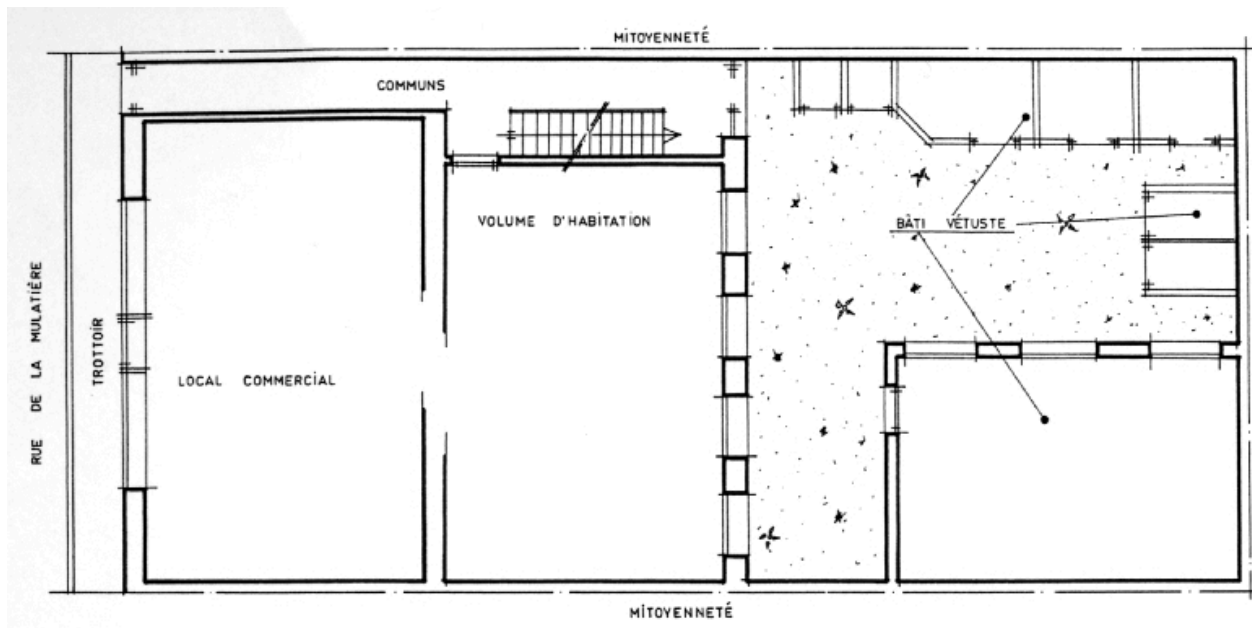 MITOYENNETÉ
COMMUNS
VOLUME D'HABITATION
BÂTI VÉTUSTE
RUE DE LA MULATIÈRE
TROTTOIR
LOCAL COMMERCIAL
MITOYENNETÉ